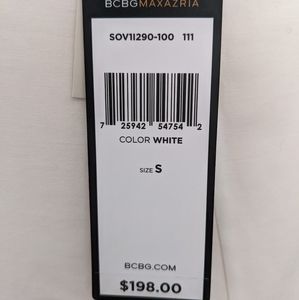 BCBGMAXAZRIA
SOV1I290-100 111
7 25942 54754 2
COLOR WHITE
SIZE S
BCBG.COM
$198.00